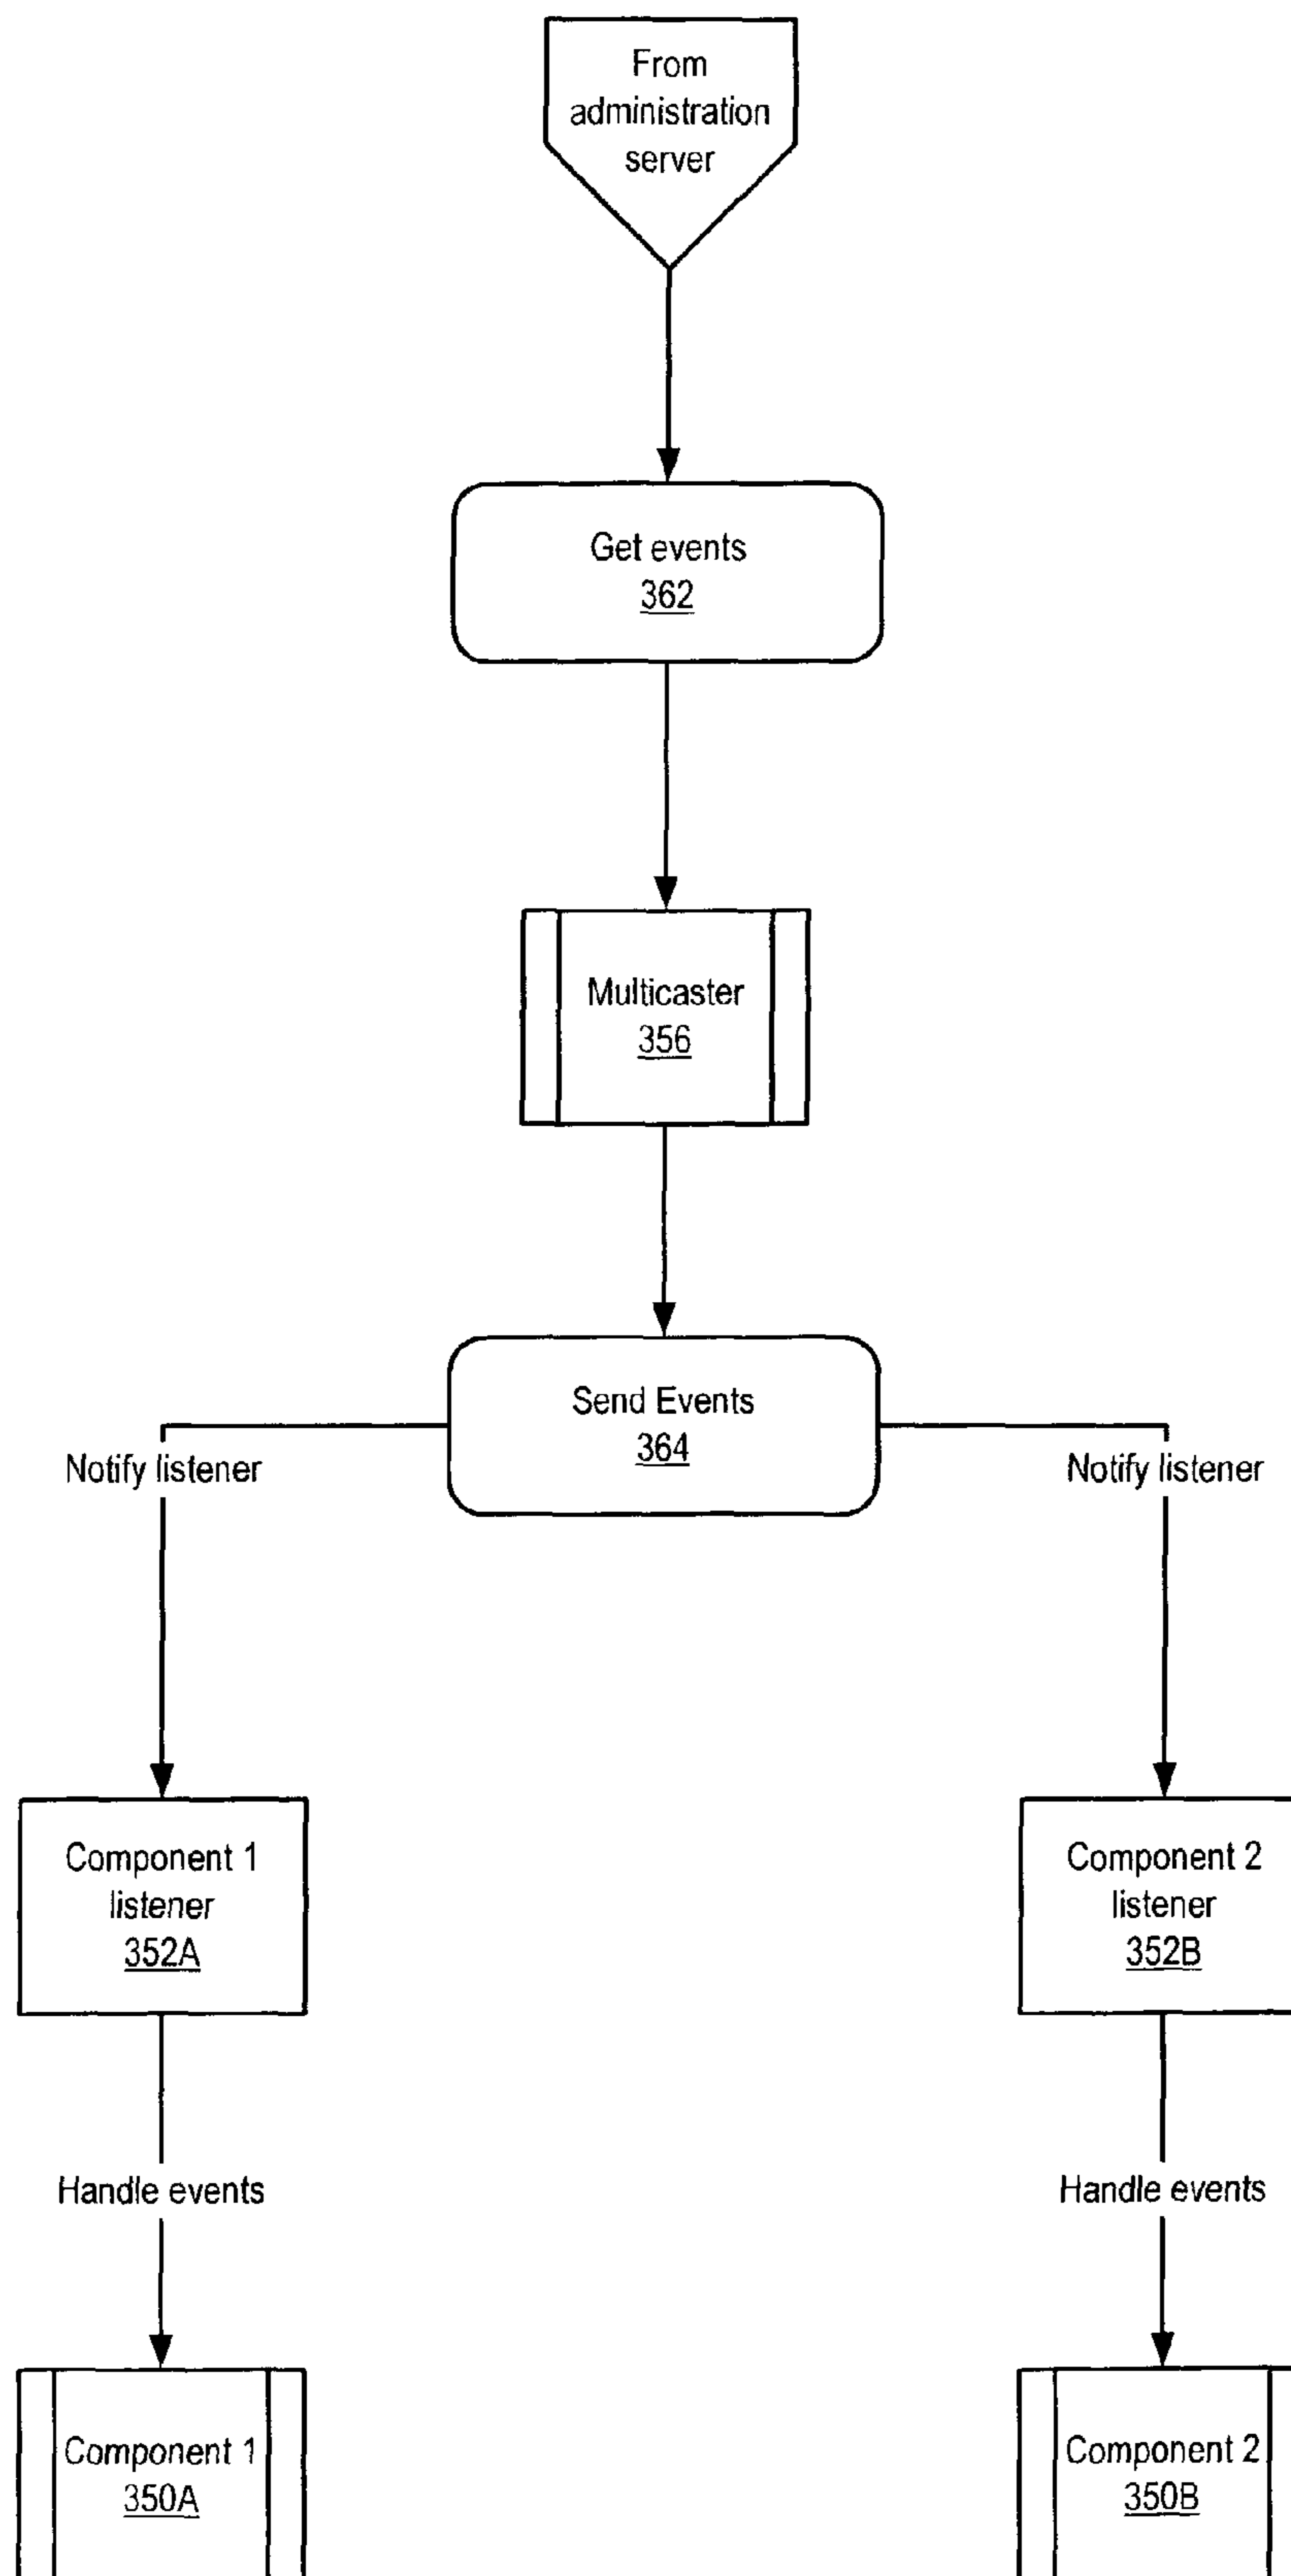 From
administration
server
Get events
362
Multicaster
356
Send Events
364
Notify listener
Notify listener
Component 1
listener
352A
Component 2
listener
352B
Handle events
Handle events
Component 1
350A
Component 2
350B